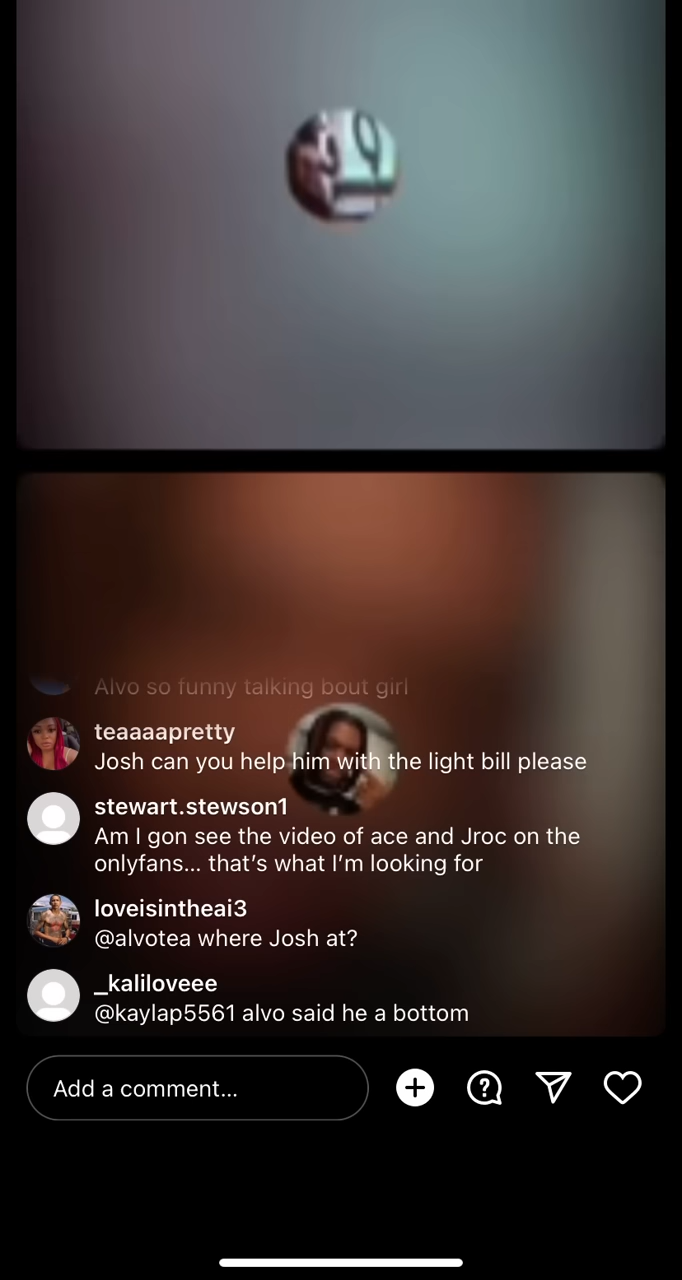 Alvo so funny talking bout girl
teaaaapretty
Josh can you help him with the light bill please
stewart.stewson1
Am I gon see the video of ace and Jroc on the
onlyfans... that’s what I’m looking for
loveisintheai3
@alvotea where Josh at?
_kaliloveee
@kaylap5561 alvo said he a bottom
Add a comment...